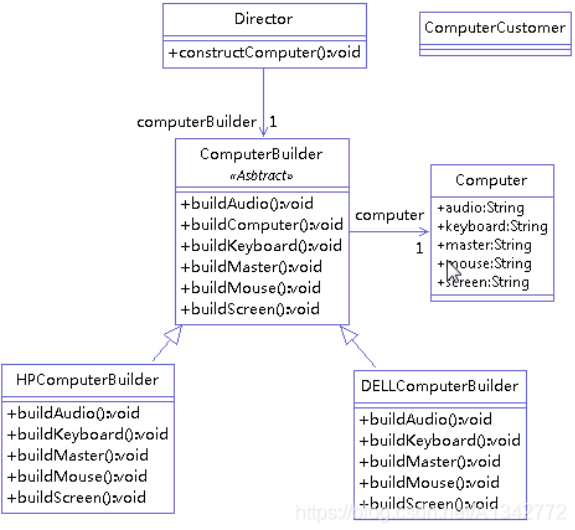 Director
+constructComputer():void
ComputerCustomer
computerBuilder 1
ComputerBuilder
«Asbtract»
+buildAudio():void
+buildComputer():void
+buildKeyboard():void
+buildMaster():void
+buildMouse():void
+buildScreen():void
computer
1
Computer
+audio:String
+keyboard:String
+master:String
+mouse:String
+screen:String
HPComputerBuilder
+buildAudio():void
+buildKeyboard():void
+buildMaster():void
+buildMouse():void
+buildScreen():void
DELLComputerBuilder
+buildAudio():void
+buildKeyboard():void
+buildMaster():void
+buildMouse():void
+buildScreen():void
https://blog.csdn.net/A1342772